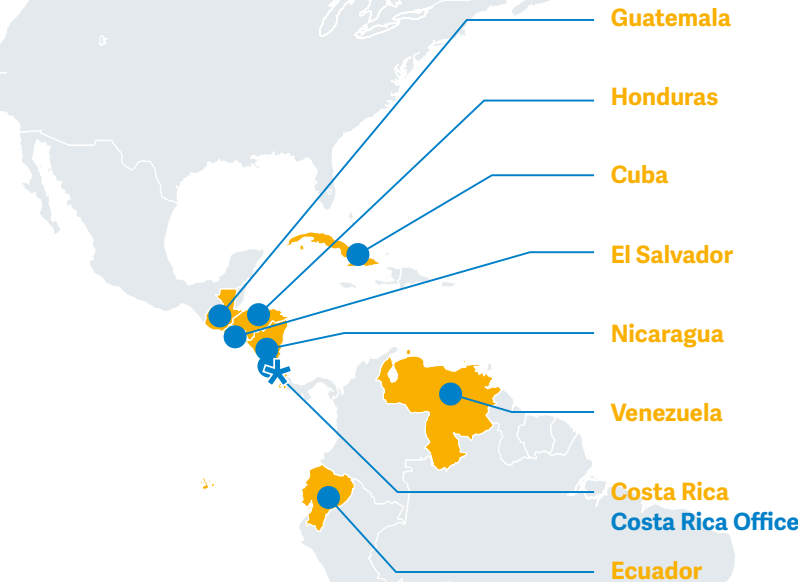 Guatemala
Honduras
Cuba
El Salvador
Nicaragua
Venezuela
Costa Rica
Costa Rica Office
Ecuador